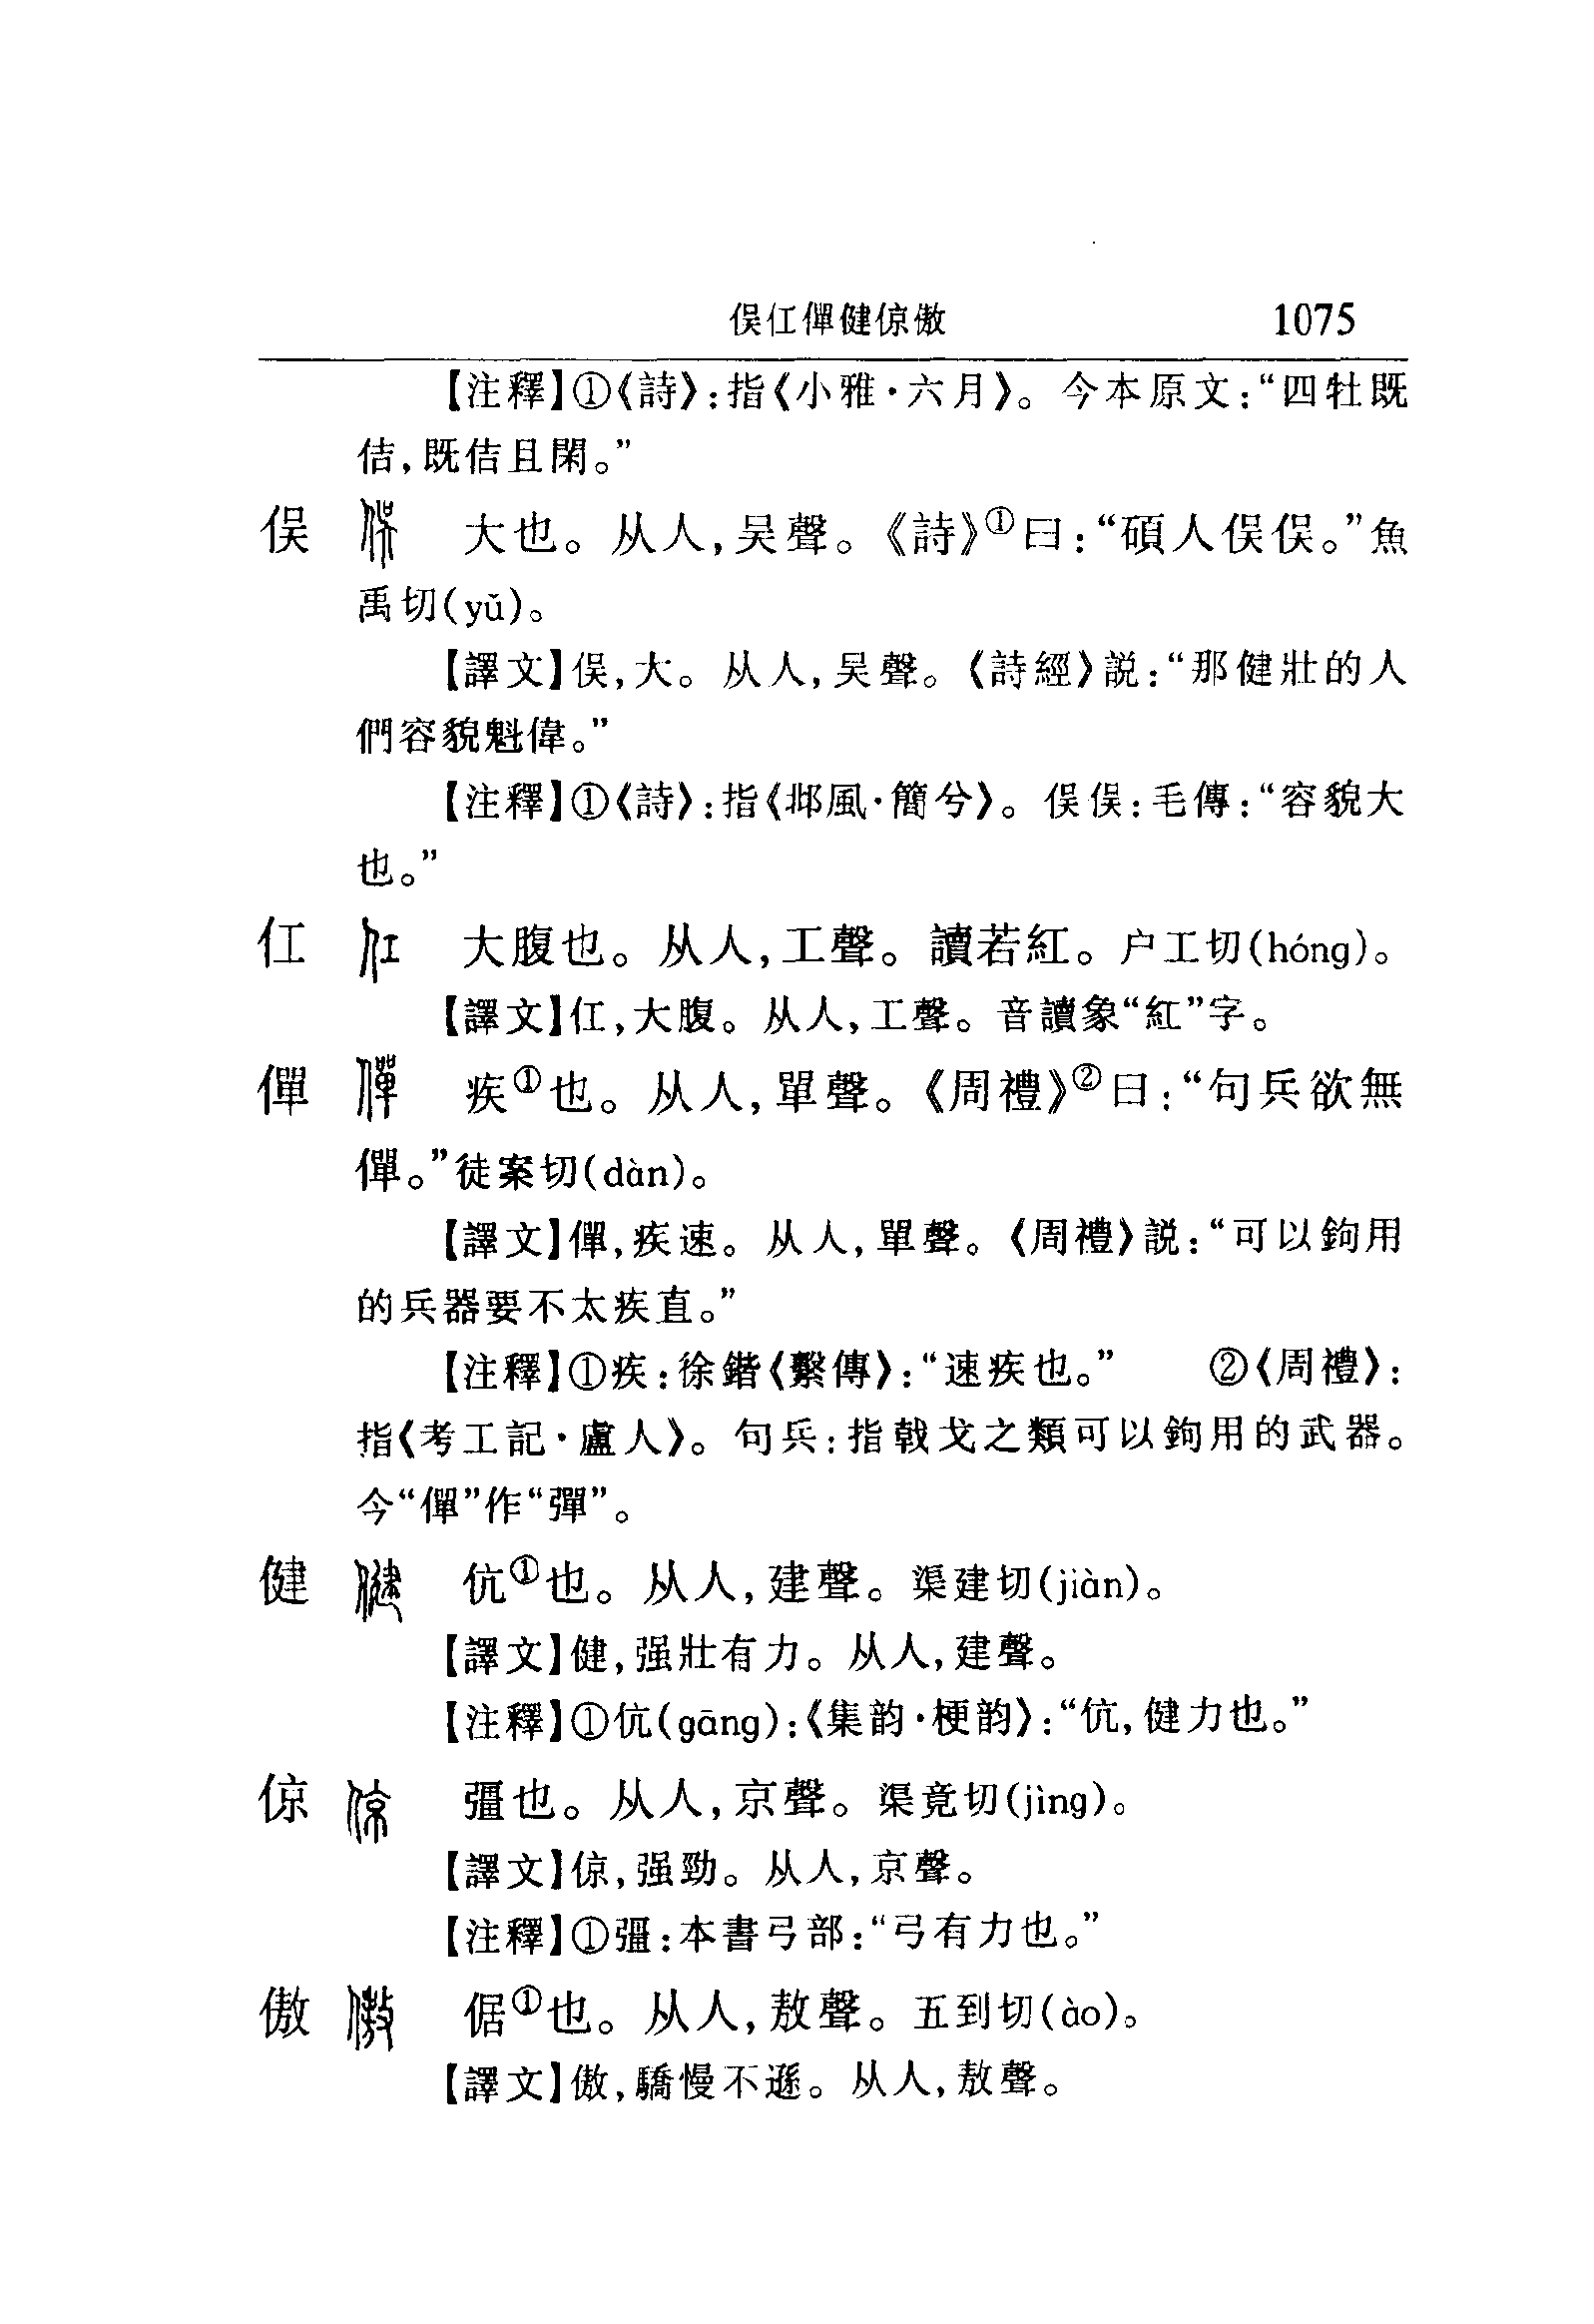 俁仜僤健倞傲 1075
【注釋】①《詩》:指《小雅·六月》。今本原文:“四牡既
佶,既佶且閑。”
俁 大也。从人,吴聲。《詩》①曰:“碩人俁俁。”魚
禹切(yǔ)。
【譯文】俁,大。从人,吴聲。《詩經》説:“那健壯的人
們容貌魁偉。”
【注釋】①《詩》:指《邶風·簡兮》。俁俁:毛傳:“容貌大
也。”
仜 大腹也。从人,工聲。讀若紅。户工切(hóng)。
【譯文】仜,大腹。从人,工聲。音讀象“紅”字。
僤 疾①也。从人,單聲。《周禮》②曰:“句兵欲無
僤。”徒案切(dàn)。
【譯文】僤,疾速。从人,單聲。《周禮》説:“可以鉤用
的兵器要不太疾直。”
【注釋】①疾:徐鍇《繫傳》:“速疾也。” ②《周禮》:
指《考工記·盧人》。句兵:指戟戈之類可以鉤用的武器。
今“僤”作“彈”。
健 伉①也。从人,建聲。渠建切(jiàn)。
【譯文】健,强壯有力。从人,建聲。
【注釋】①伉(gāng):《集韵·梗韵》:“伉,健力也。”
倞 彊也。从人,京聲。渠竟切(jìng)。
【譯文】倞,强勁。从人,京聲。
【注釋】①彊:本書弓部:“弓有力也。”
傲 倨①也。从人,敖聲。五到切(ào)。
【譯文】傲,驕慢不遜。从人,敖聲。